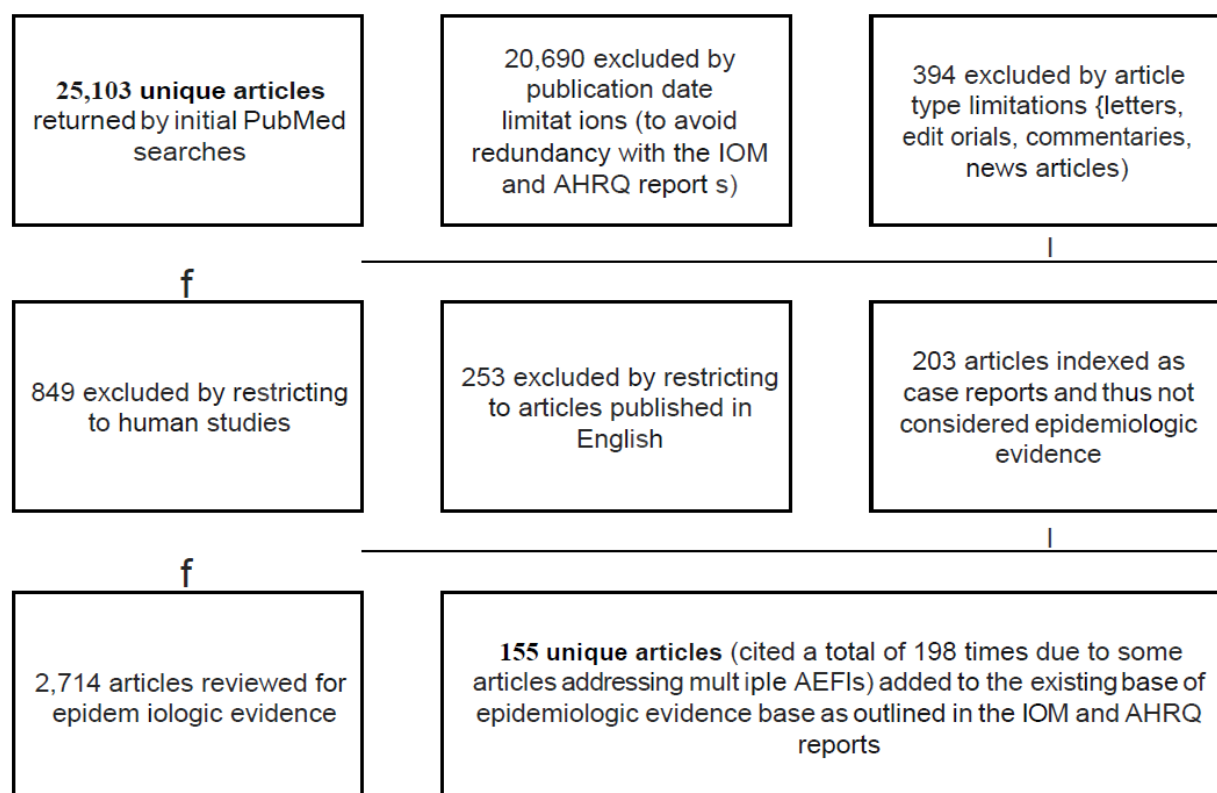 25,103 unique articles
returned by initial PubMed
searches
20,690 excluded by
publication date
limitat ions (to avoid
redundancy with the IOM
and AHRQ report s)
394 excluded by article
type limitations {letters,
edit orials, commentaries,
news articles)
l
f
849 excluded by restricting
to human studies
253 excluded by restricting
to articles published in
English
203 articles indexed as
case reports and thus not
considered epidemiologic
evidence
l
f
2,714 articles reviewed for
epidem iologic evidence
155 unique articles (cited a total of 198 times due to some
articles addressing mult iple AEFIs) added to the existing base of
epidemiologic evidence base as outlined in the IOM and AHRQ
reports